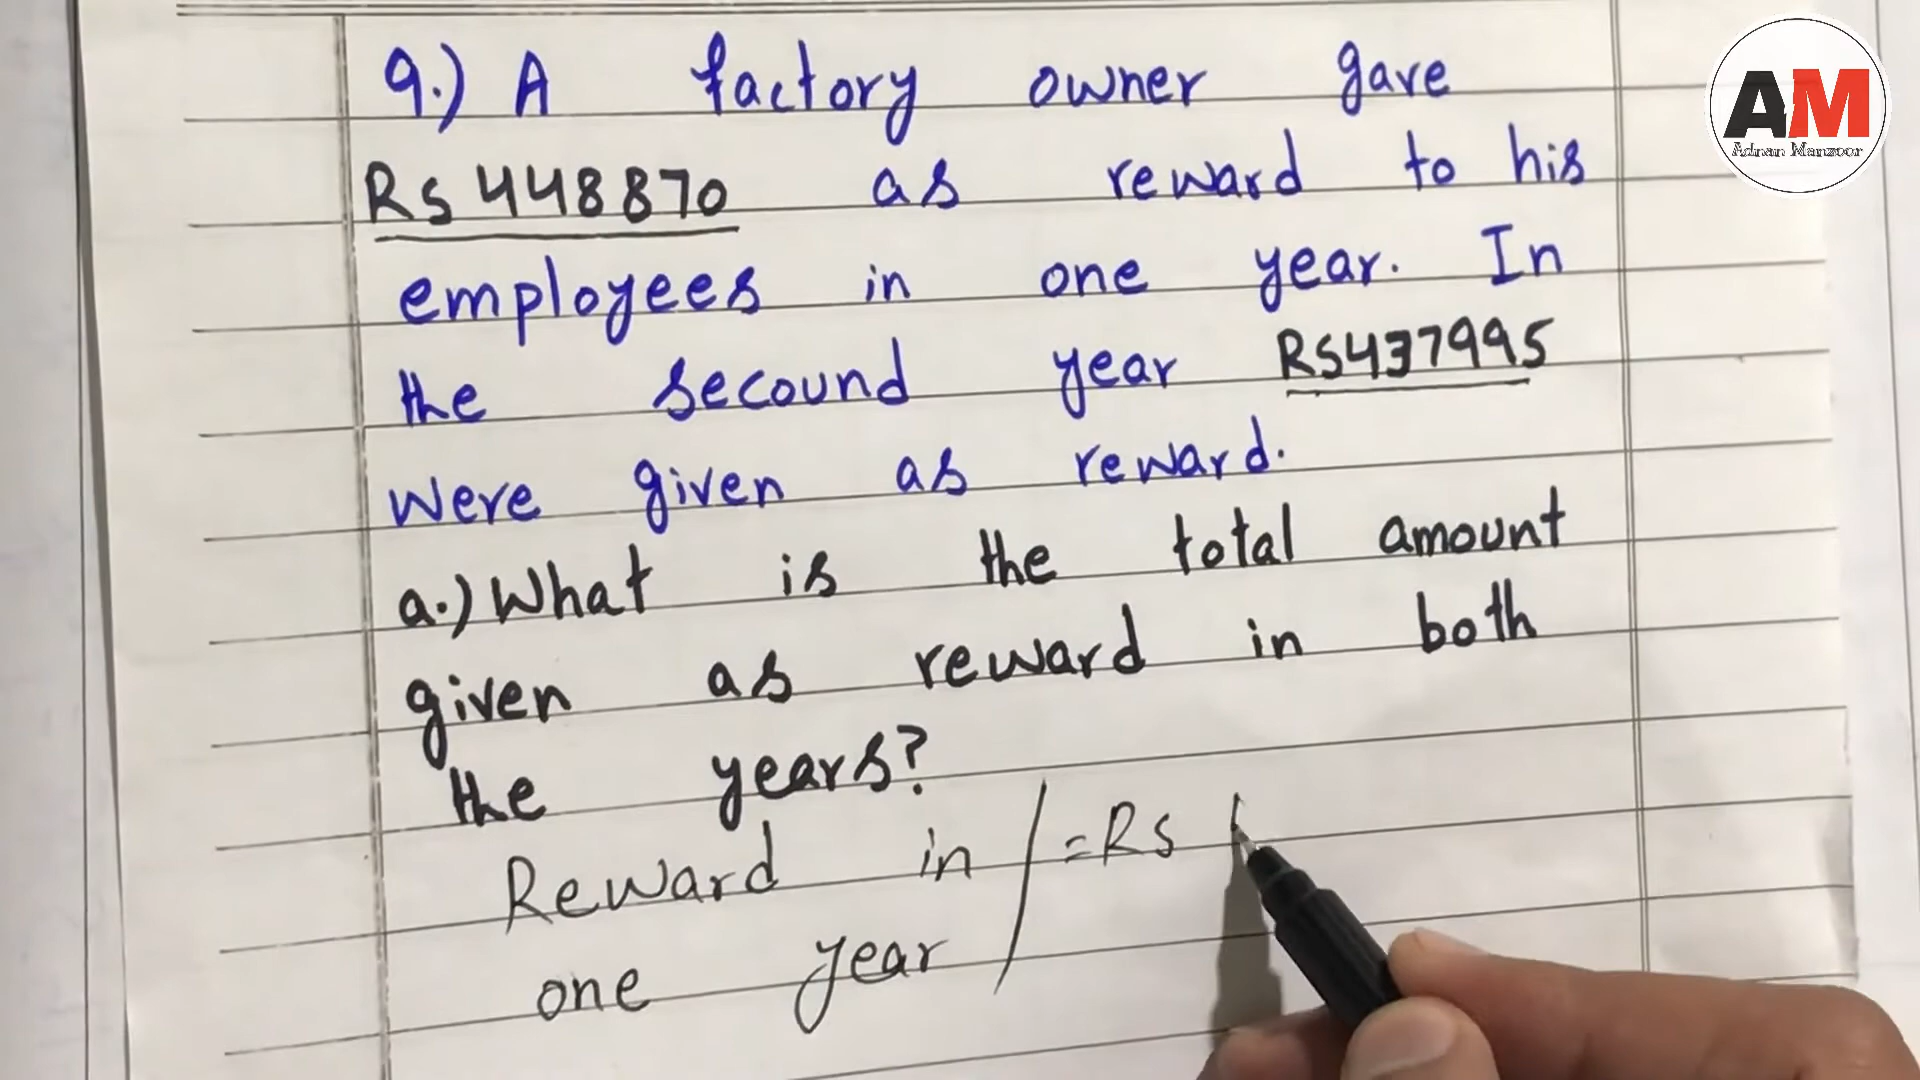 9.) A factory owner gave
Rs 448870 as reward to his
employees in one year. In
the secound year RS437995
were given as reward.
a.) What is the total amount
given as reward in both
the years?
Reward in = Rs
one year
AM
Adnan Manzoor